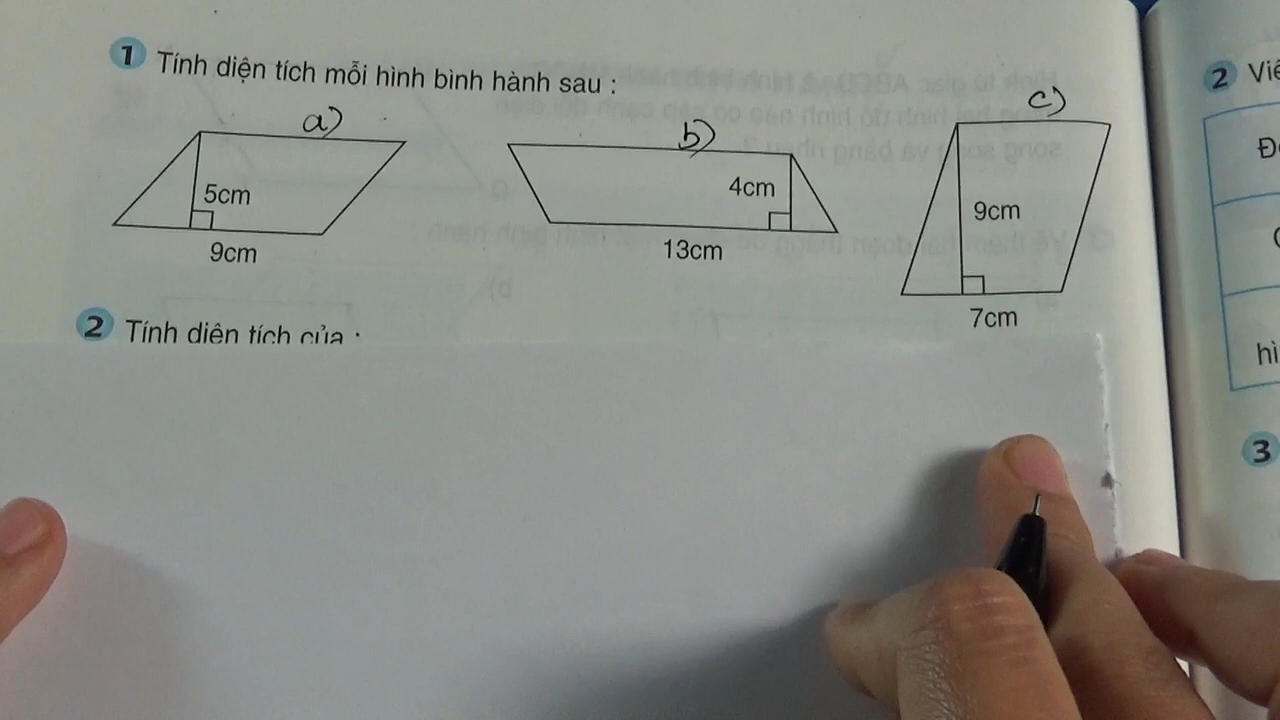 1 Tính diện tích mỗi hình bình hành sau :
a)
b)
c)
5cm
9cm
4cm
13cm
9cm
7cm
2 Tính diện tích của :
2 Viế
hì
3